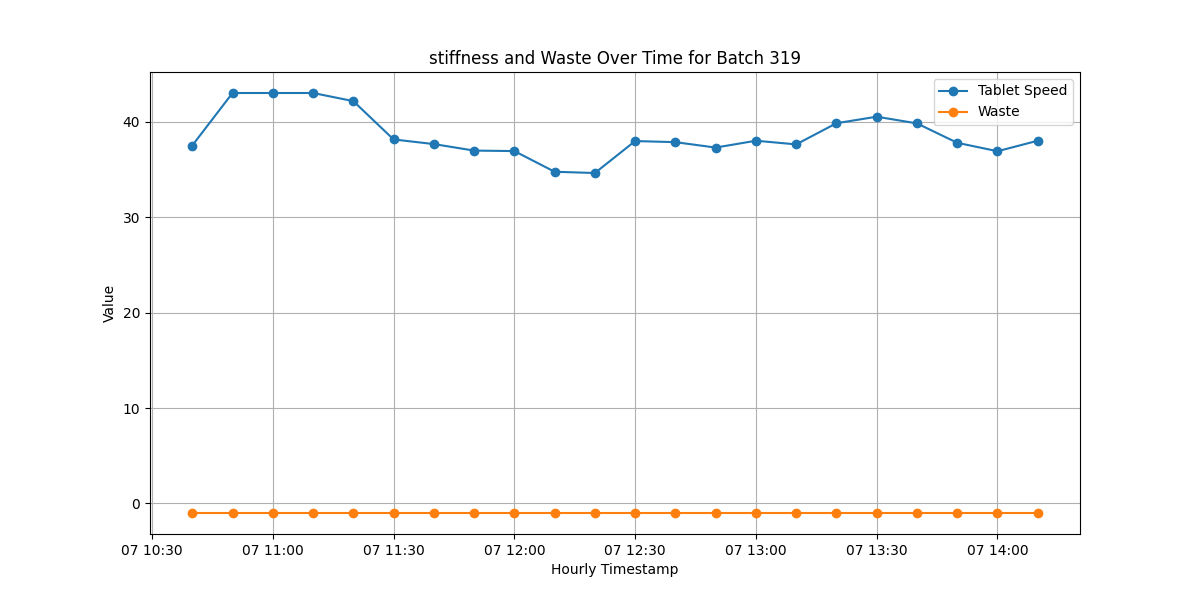 stiffness and Waste Over Time for Batch 319
Tablet Speed
Waste
Value
40
30
20
10
0
07 10:30 07 11:00 07 11:30 07 12:00 07 12:30 07 13:00 07 13:30 07 14:00
Hourly Timestamp